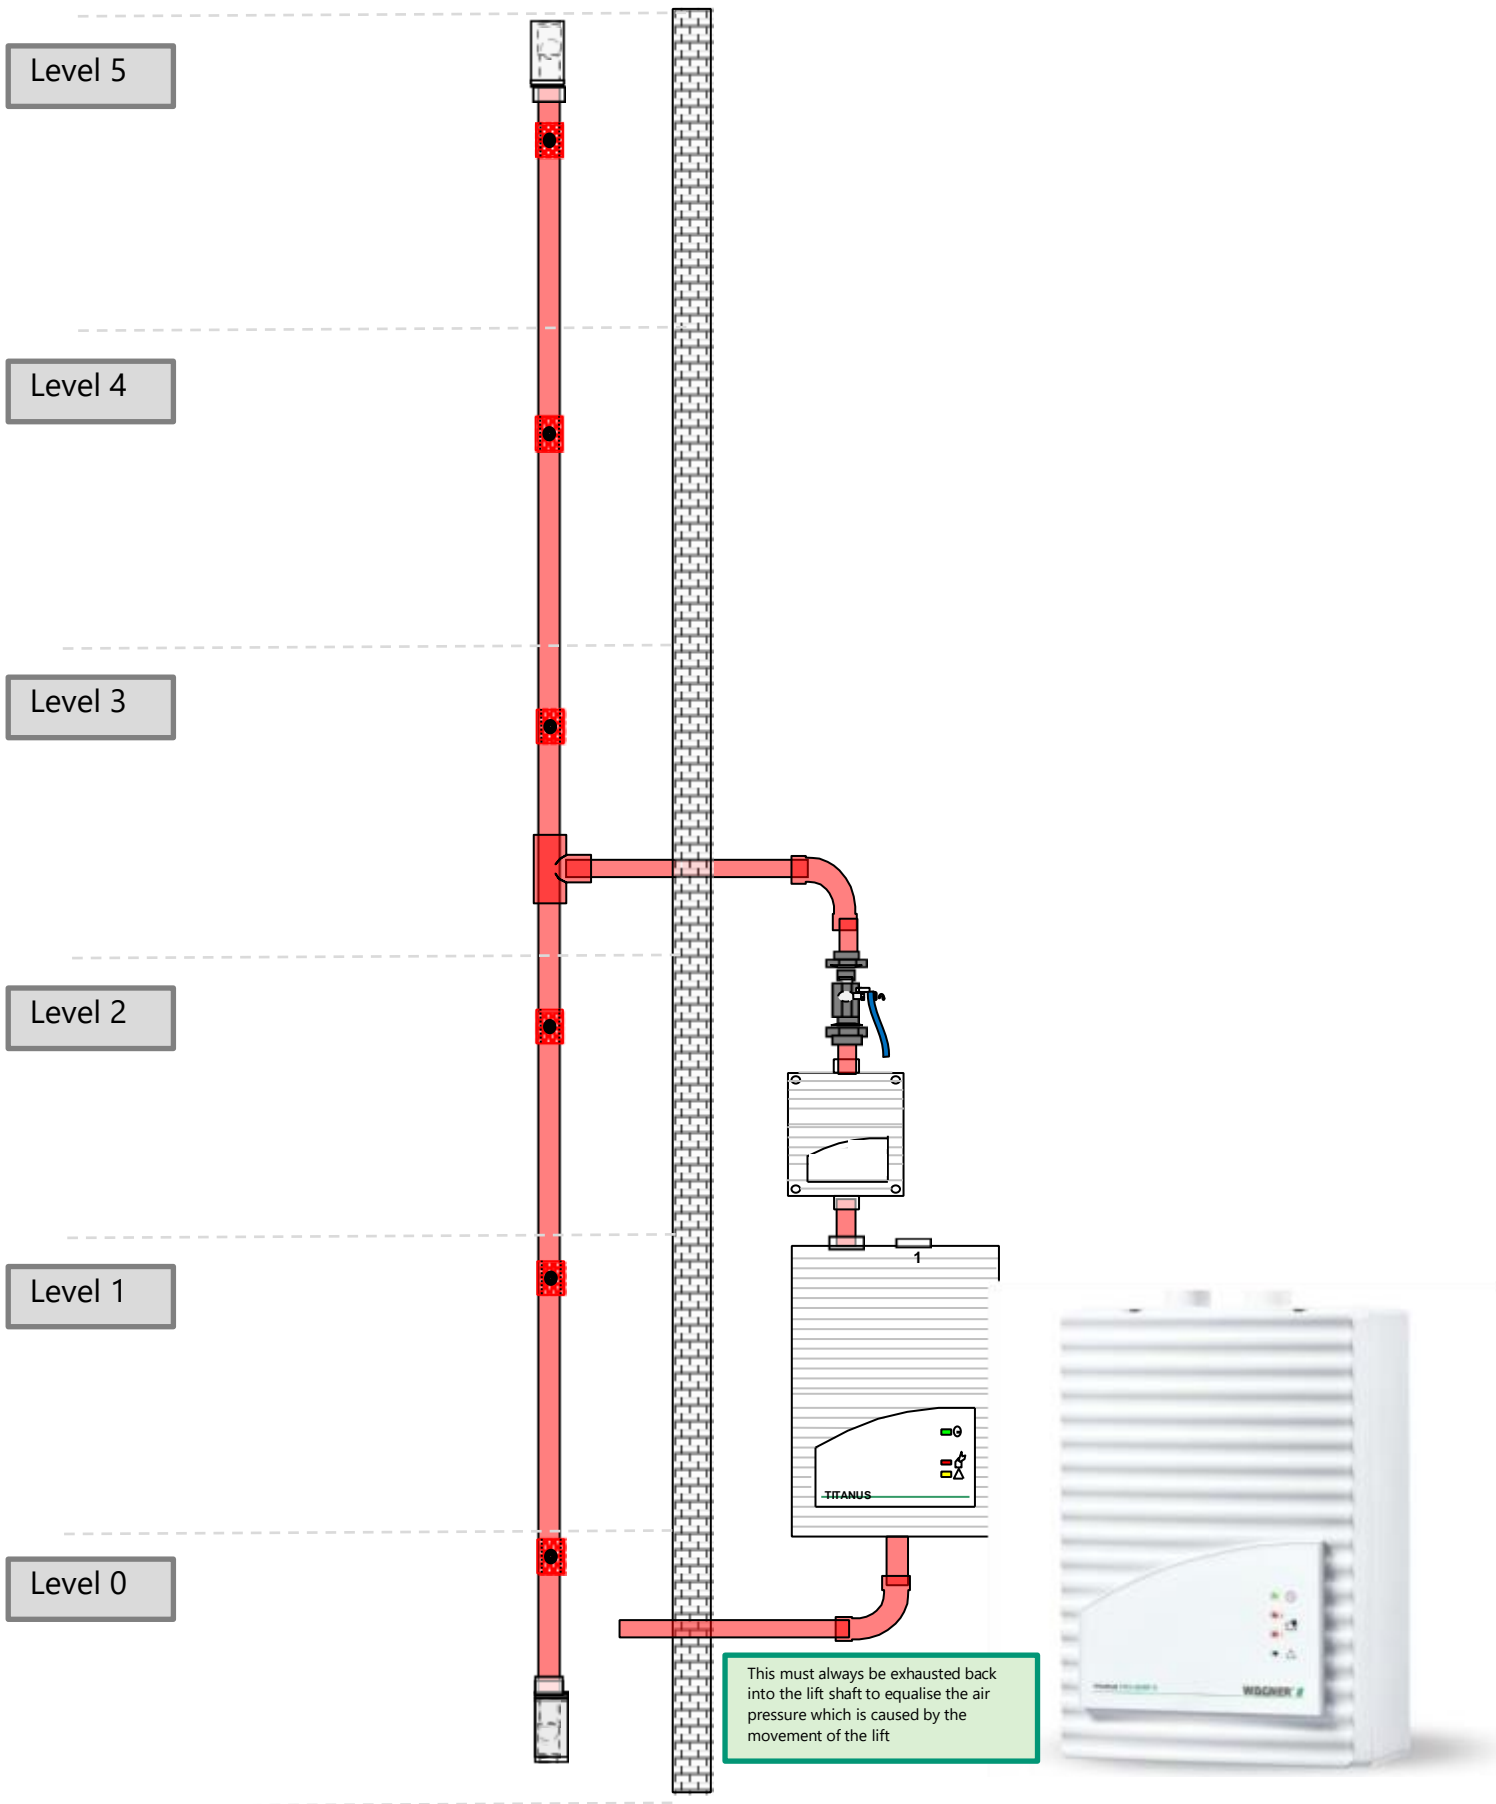 Level 5
Level 4
Level 3
Level 2
Level 1
1
TITANUS
Level 0
This must always be exhausted back
into the lift shaft to equalise the air
pressure which is caused by the
movement of the lift
WAGNER